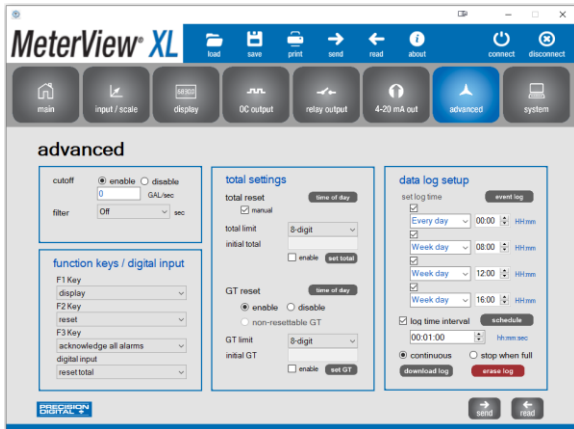 MeterView® XL
load save print send read about connect disconnect
main input / scale display OC output relay output 4-20 mA out advanced system
advanced
cutoff enable disable
0 GAL/sec
filter Off sec
function keys / digital input
F1 Key
display
F2 Key
reset
F3 Key
acknowledge all alarms
digital input
reset total
total settings
total reset time of day
manual
total limit 8-digit
initial total
enable set total
GT reset time of day
enable disable
non-resettable GT
GT limit 8-digit
initial GT
enable set GT
data log setup
set log time event log
Every day 00:00 HH:mm
Week day 08:00 HH:mm
Week day 12:00 HH:mm
Week day 16:00 HH:mm
log time interval schedule
00:01:00 hh:mm:sec
continuous stop when full
download log erase log
PRECISION
DIGITAL
send read